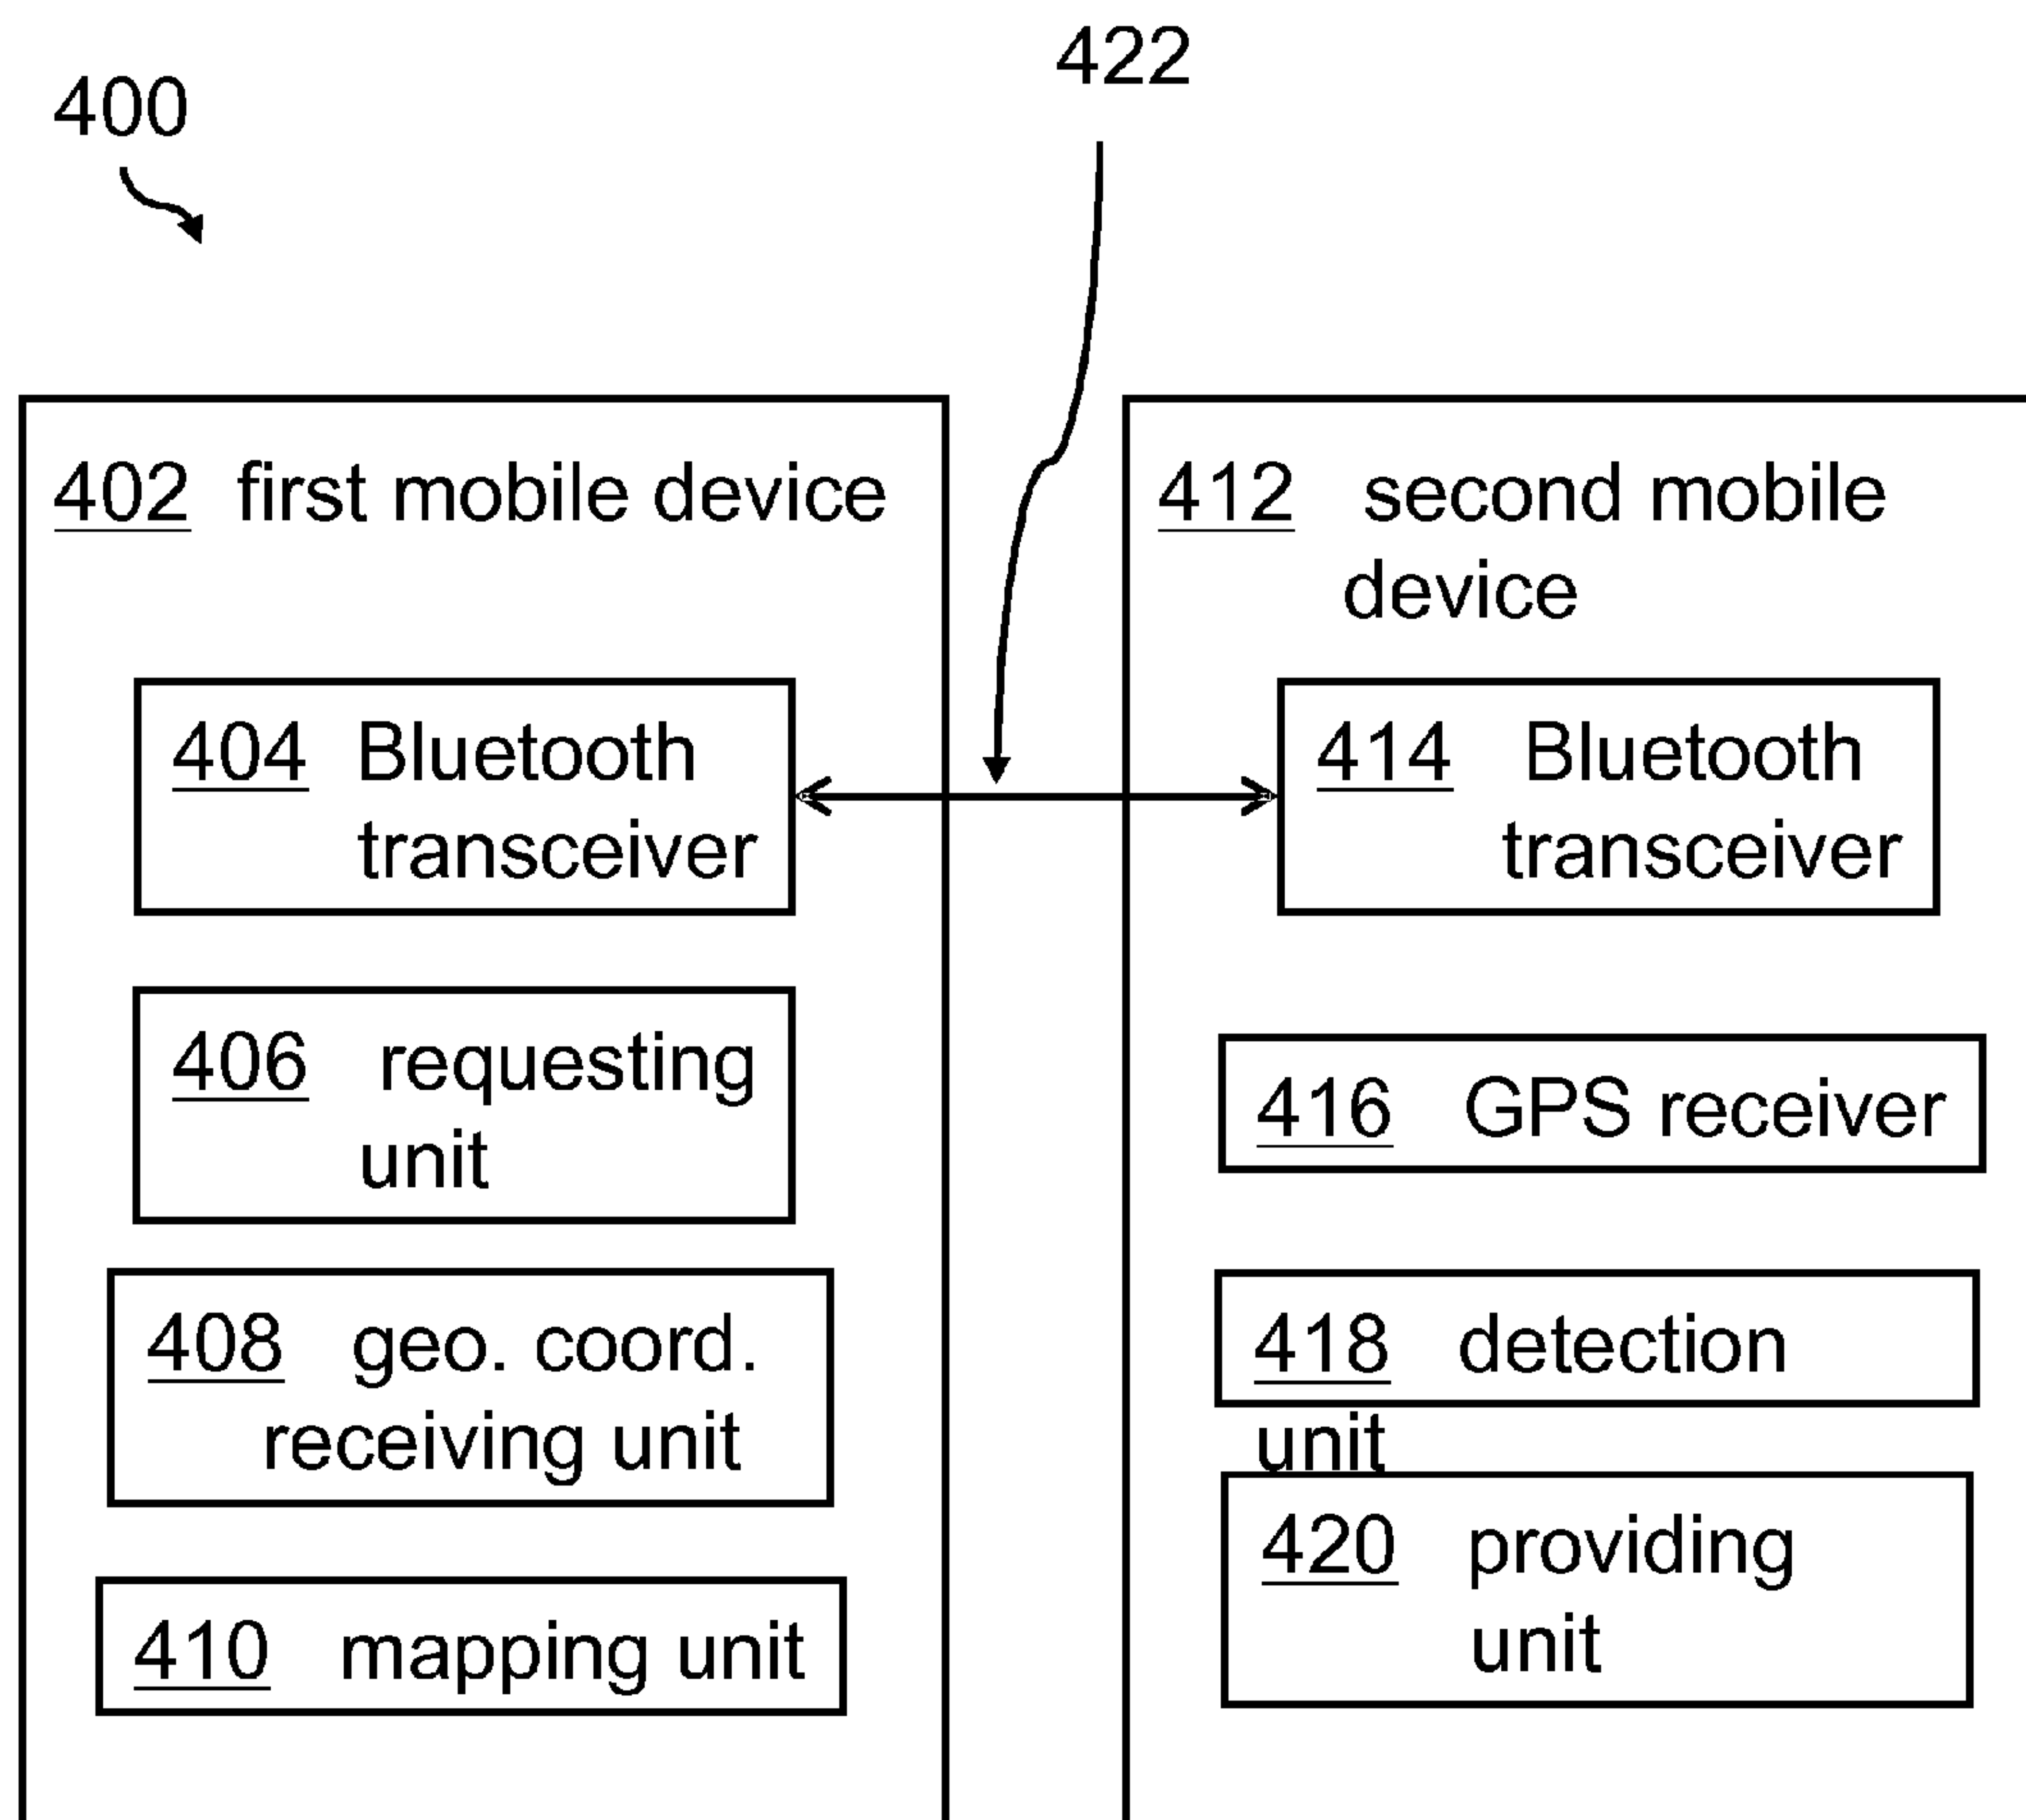 422
400
402 first mobile device
404 Bluetooth
transceiver
406 requesting
unit
408 geo. coord.
receiving unit
410 mapping unit
412 second mobile
device
414 Bluetooth
transceiver
416 GPS receiver
418 detection
unit
420 providing
unit